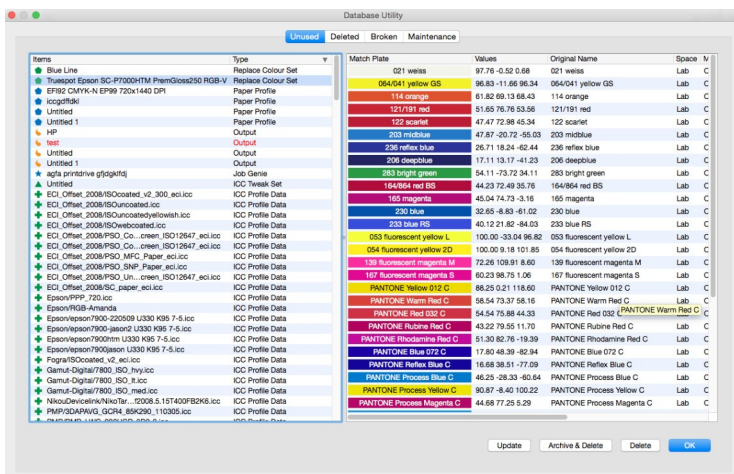 Database Utility
Unused Deleted Broken Maintenance
Items Type
Blue Line Replace Colour Set
Truespot Epson SC-P7000HTM PremGloss250 RGB-V Replace Colour Set
EFI92 CMYK-N EP99 720x1440 DPI Paper Profile
iccgdffdkl Paper Profile
Untitled Paper Profile
Untitled 1 Paper Profile
HP Output
test Output
Untitled Output
Untitled 1 Output
agfa printdrive gfjdgklfdj Job Genie
Untitled ICC Tweak Set
ECI_Offset_2008/ISOcoated_v2_300_eci.icc ICC Profile Data
ECI_Offset_2008/ISOuncoated.icc ICC Profile Data
ECI_Offset_2008/ISOuncoatedyellowish.icc ICC Profile Data
ECI_Offset_2008/ISOwebcoated.icc ICC Profile Data
ECI_Offset_2008/PSO_Co...creen_ISO12647_eci.icc ICC Profile Data
ECI_Offset_2008/PSO_Co...creen_ISO12647_eci.icc ICC Profile Data
ECI_Offset_2008/PSO_MFC_Paper_eci.icc ICC Profile Data
ECI_Offset_2008/PSO_SNP_Paper_eci.icc ICC Profile Data
ECI_Offset_2008/PSO_Un...creen_ISO12647_eci.icc ICC Profile Data
ECI_Offset_2008/SC_paper_eci.icc ICC Profile Data
Epson/PPP_720.icc ICC Profile Data
Epson/RGB-Amanda ICC Profile Data
Epson/epson7900-220509 U330 K95 7-5.icc ICC Profile Data
Epson/epson7900-jason2 U330 K95 7-5.icc ICC Profile Data
Epson/epson7900htm U330 K95 7-5.icc ICC Profile Data
Epson/epson7900jason U330 K95 7-5.icc ICC Profile Data
Fogra/ISOcoated_v2_eci.icc ICC Profile Data
Gamut-Digital/7800_ISO_hvy.icc ICC Profile Data
Gamut-Digital/7800_ISO_lt.icc ICC Profile Data
Gamut-Digital/7800_ISO_med.icc ICC Profile Data
NikouDevicelink/NikoTar...f2008.5.15T400FB2K6.icc ICC Profile Data
PMP/3DAPAVG_GCR4_85K290_110305.icc ICC Profile Data
Match Plate Values Original Name Space M
021 weiss 97.76 -0.52 0.68 021 weiss Lab C
064/041 yellow GS 96.83 -11.66 96.34 064/041 yellow GS Lab C
114 orange 61.82 69.13 68.43 114 orange Lab C
121/191 red 51.65 76.76 53.56 121/191 red Lab C
122 scarlet 47.47 72.98 45.34 122 scarlet Lab C
203 midblue 47.87 -20.72 -55.03 203 midblue Lab C
236 reflex blue 26.71 18.24 -62.44 236 reflex blue Lab C
206 deepblue 17.11 13.17 -41.23 206 deepblue Lab C
283 bright green 54.11 -73.72 34.11 283 bright green Lab C
164/864 red BS 44.23 72.49 35.76 164/864 red BS Lab C
165 magenta 45.04 74.73 -3.16 165 magenta Lab C
230 blue 32.65 -8.83 -61.02 230 blue Lab C
233 blue RS 40.12 21.82 -84.03 233 blue RS Lab C
053 fluorescent yellow L 100.00 -33.04 96.82 053 fluorescent yellow L Lab C
054 fluorescent yellow 2D 100.00 9.18 101.85 054 fluorescent yellow 2D Lab C
139 fluorescent magenta M 72.26 109.91 8.60 139 fluorescent magenta M Lab C
167 fluorescent magenta S 60.23 98.75 1.06 167 fluorescent magenta S Lab C
PANTONE Yellow 012 C 88.25 0.21 118.60 PANTONE Yellow 012 C Lab C
PANTONE Warm Red C 58.54 73.37 58.16 PANTONE Warm Red C Lab C
PANTONE Red 032 C 54.54 75.88 44.33 PANTONE Red 032 PANTONE Warm Red C
PANTONE Rubine Red C 43.22 79.55 11.70 PANTONE Rubine Red C Lab C
PANTONE Rhodamine Red C 51.30 82.76 -19.39 PANTONE Rhodamine Red C Lab C
PANTONE Blue 072 C 17.80 48.39 -82.94 PANTONE Blue 072 C Lab C
PANTONE Reflex Blue C 16.68 38.51 -77.09 PANTONE Reflex Blue C Lab C
PANTONE Process Blue C 46.25 -28.33 -60.64 PANTONE Process Blue C Lab C
PANTONE Process Yellow C 90.87 -8.40 100.22 PANTONE Process Yellow C Lab C
PANTONE Process Magenta C 44.68 77.25 5.29 PANTONE Process Magenta C Lab C
Update Archive & Delete Delete OK